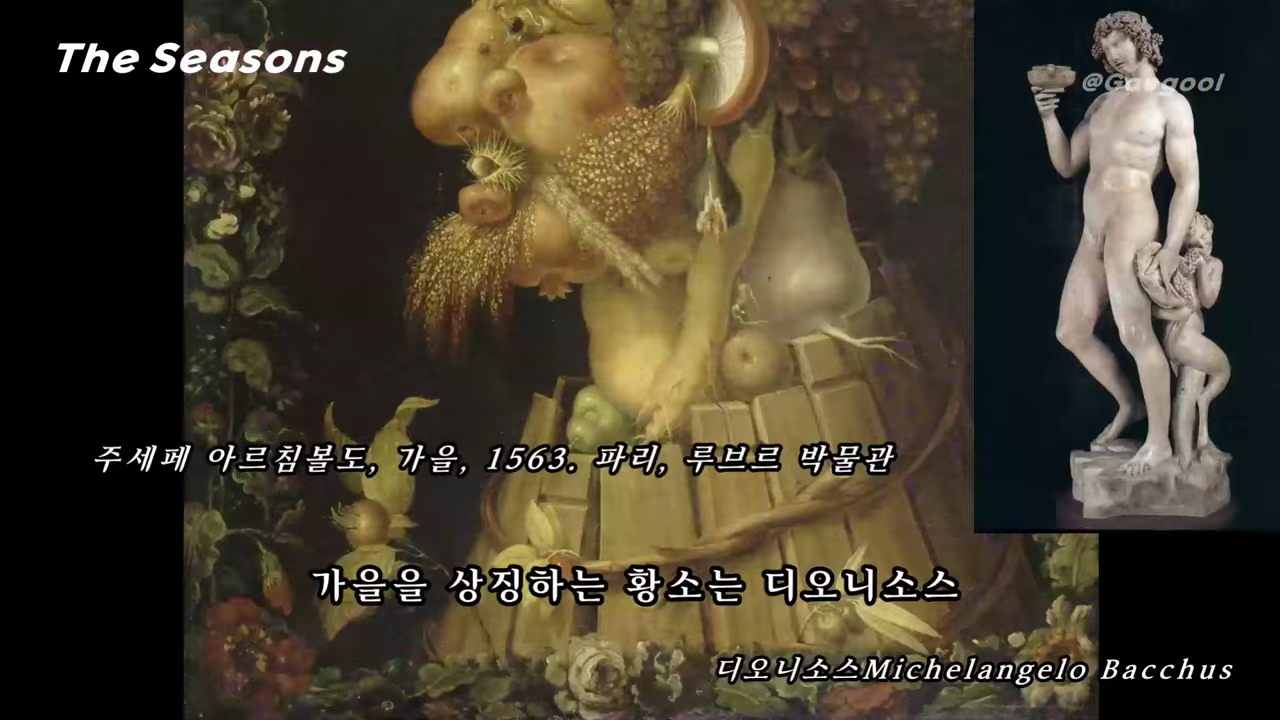 The Seasons
@Gangool
주세페 아르침볼도, 가을, 1563. 파리, 루브르 박물관
가을을 상징하는 황소는 디오니소스
디오니소스Michelangelo Bacchus